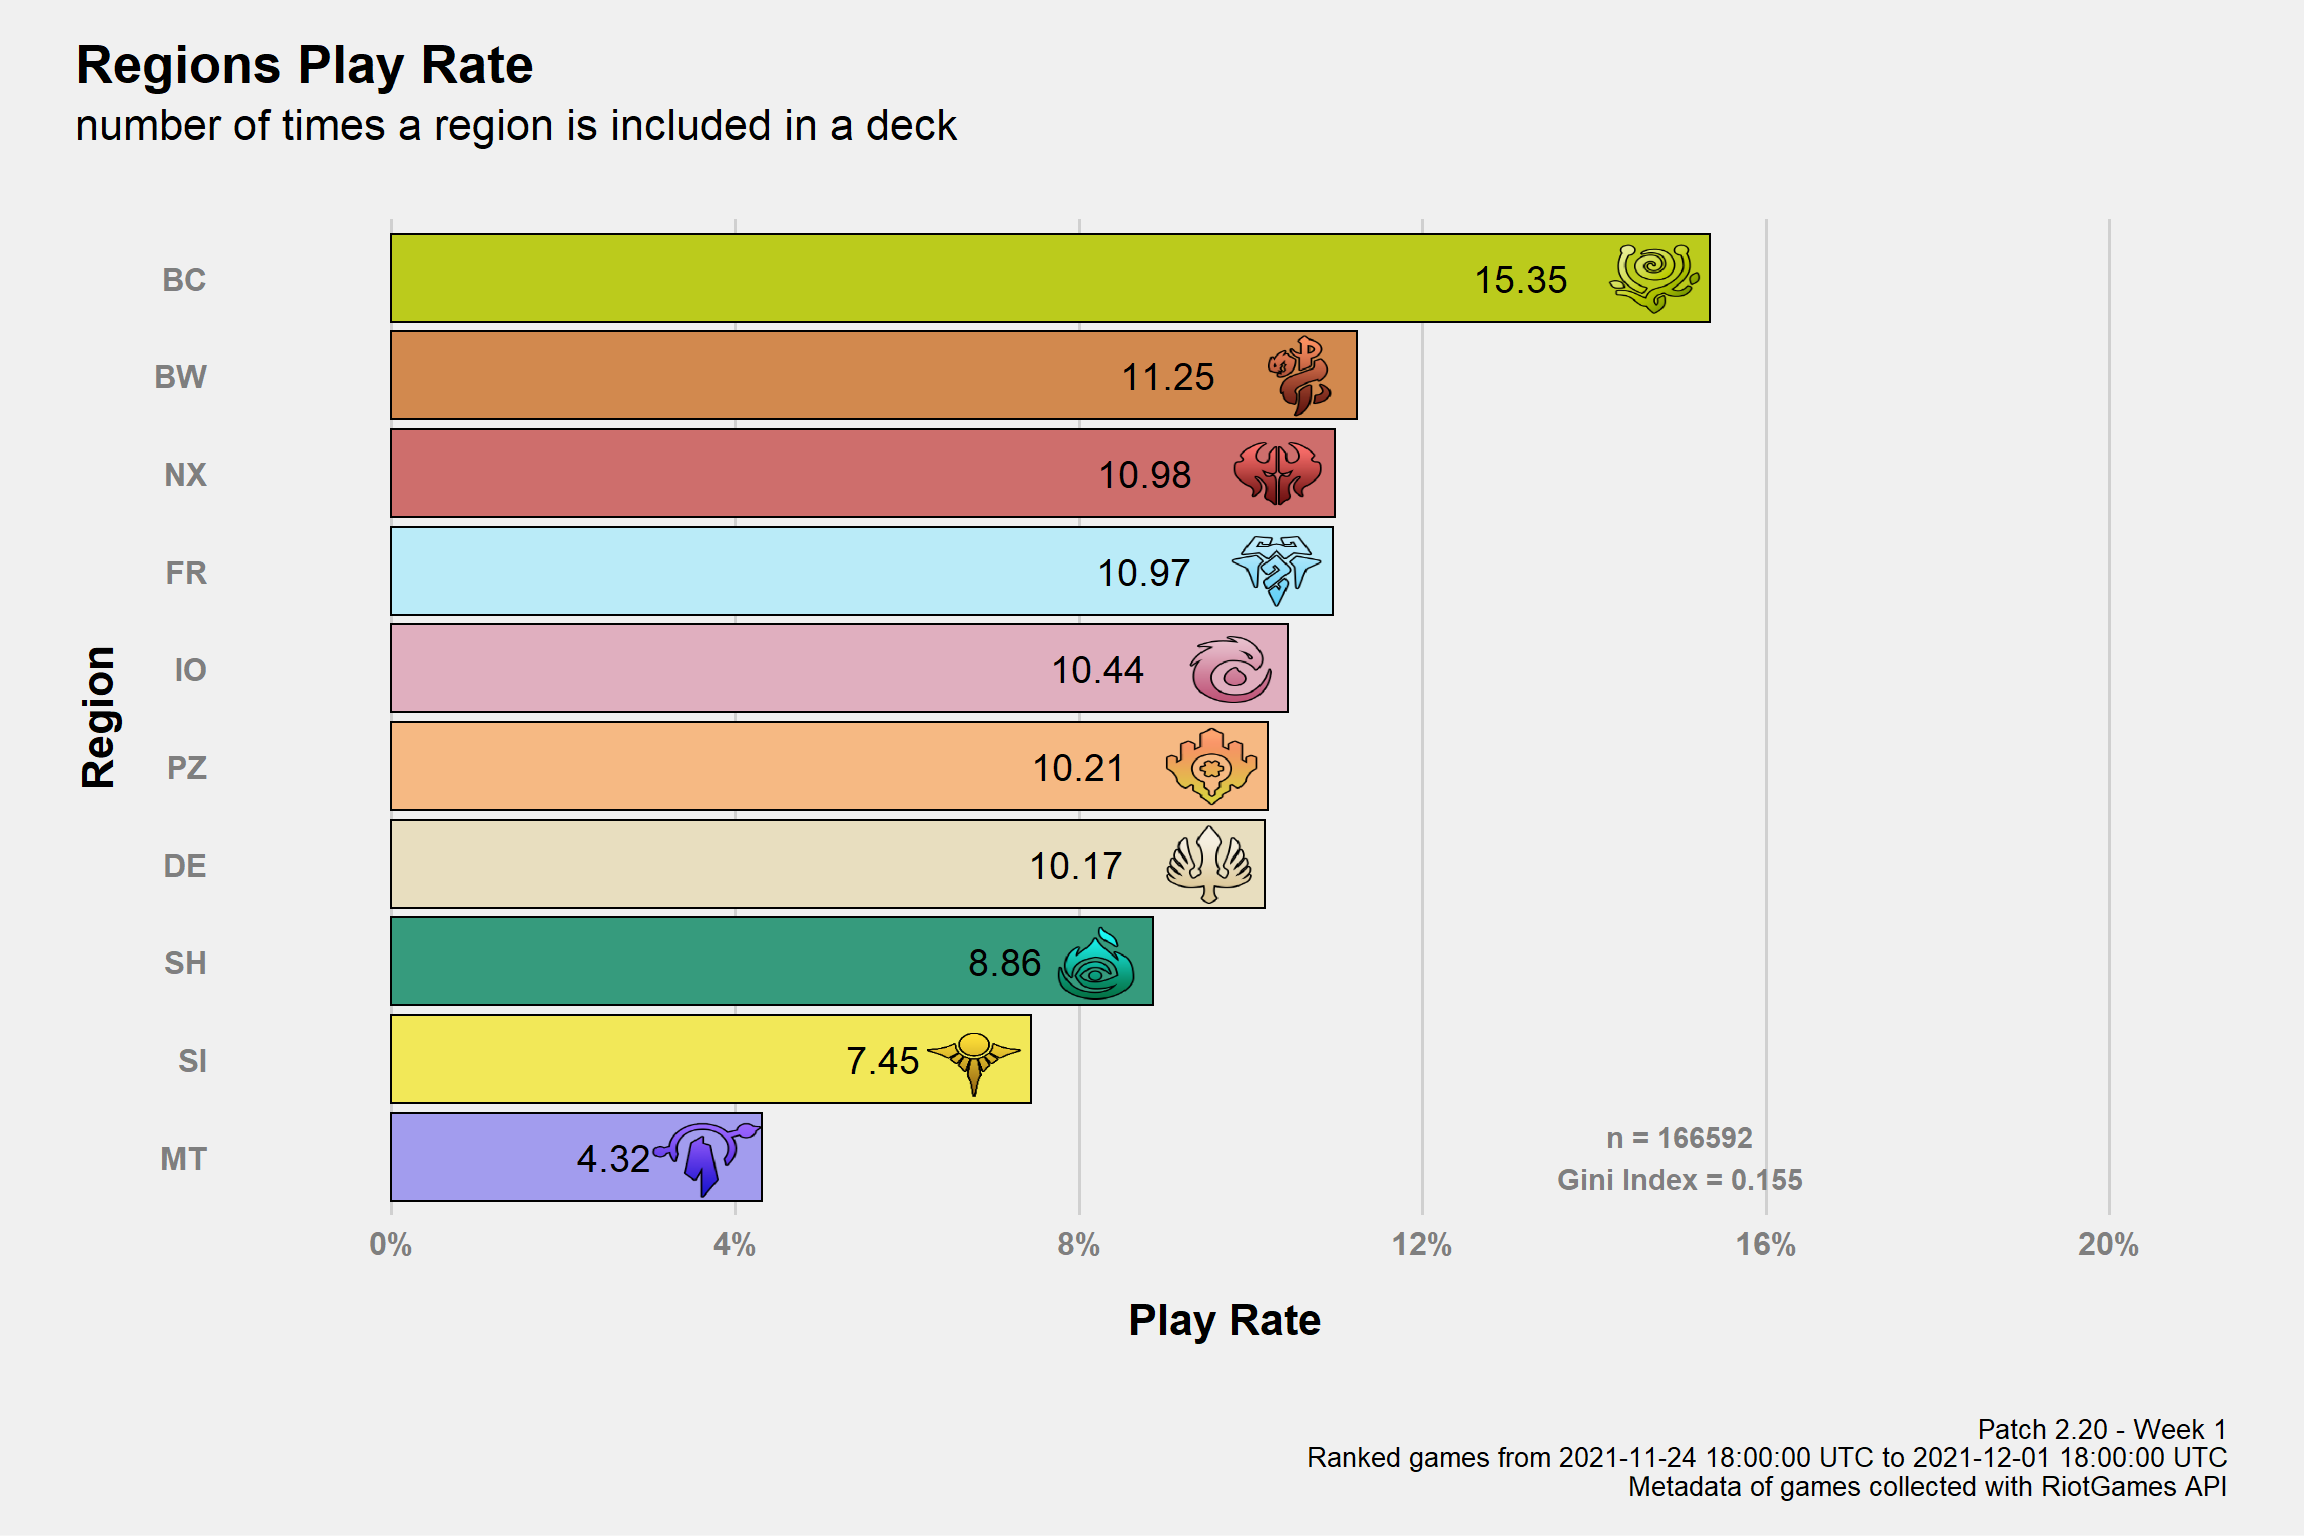 Regions Play Rate
number of times a region is included in a deck
BC
15.35
BW
11.25
NX
10.98
FR
10.97
IO
10.44
PZ
10.21
DE
10.17
SH
8.86
SI
7.45
MT
4.32
Region
n = 166592
Gini Index = 0.155
0% 4% 8% 12% 16% 20%
Play Rate
Patch 2.20 - Week 1
Ranked games from 2021-11-24 18:00:00 UTC to 2021-12-01 18:00:00 UTC
Metadata of games collected with RiotGames API